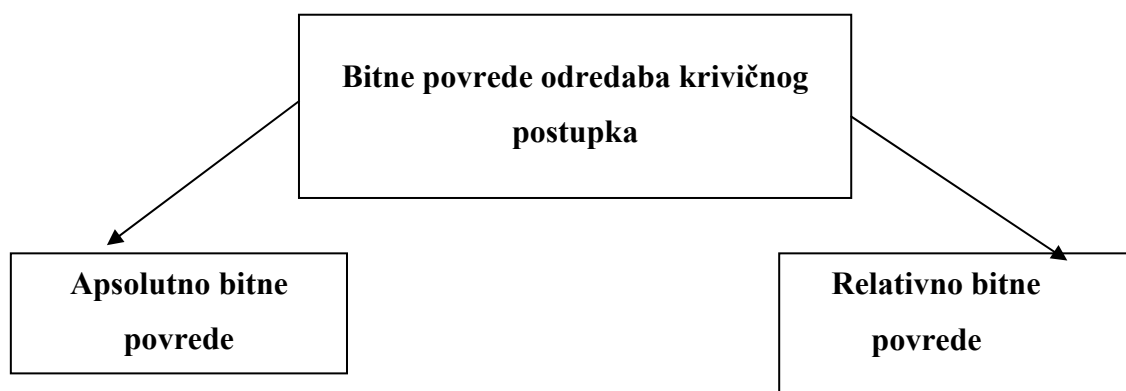 Bitne povrede odredaba krivičnog
postupka
Apsolutno bitne
povrede
Relativno bitne
povrede